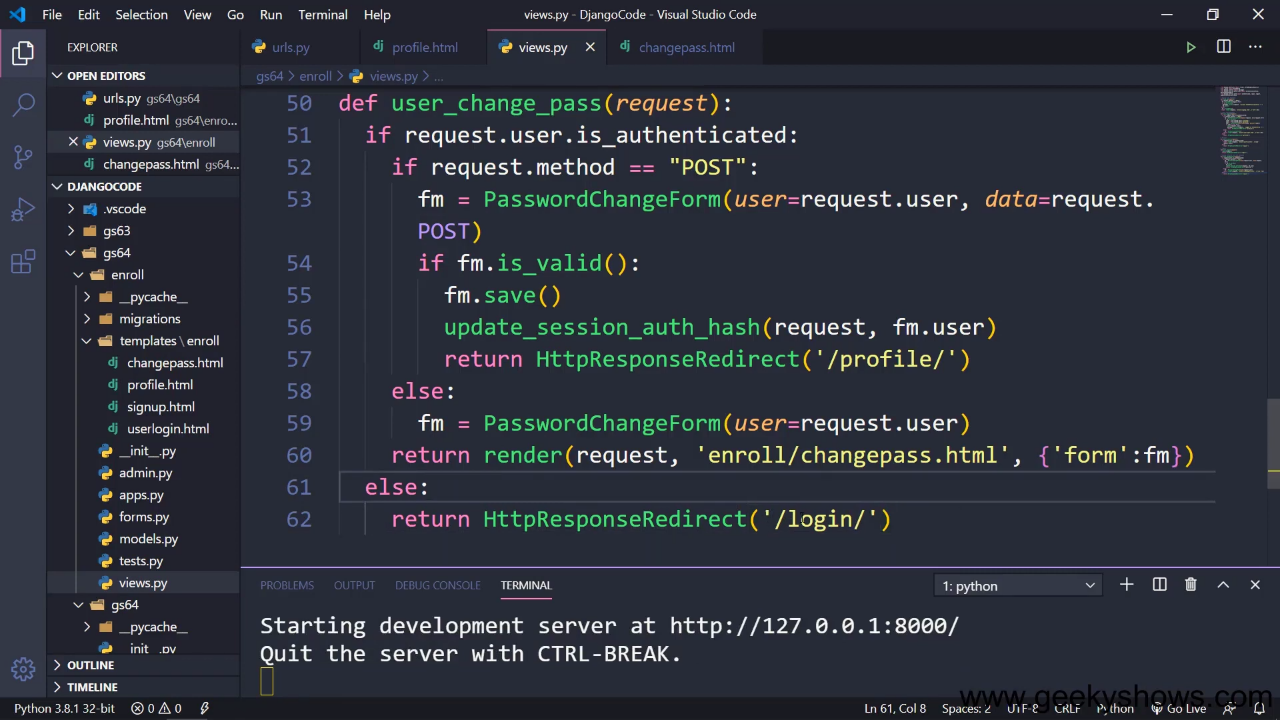 File Edit Selection View Go Run Terminal Help views.py - DjangoCode - Visual Studio Code
EXPLORER urls.py profile.html views.py changepass.html
OPEN EDITORS gs64 > enroll > views.py > ...
urls.py gs64\gs64
profile.html gs64\enro...
views.py gs64\enroll
changepass.html gs64...
DJANGOCODE
.vscode
gs63
gs64
enroll
__pycache__
migrations
templates \ enroll
changepass.html
profile.html
signup.html
userlogin.html
__init__.py
admin.py
apps.py
forms.py
models.py
tests.py
views.py
gs64
__pycache__
__init__.py
OUTLINE
TIMELINE
50 def user_change_pass(request):
51 if request.user.is_authenticated:
52 if request.method == "POST":
53 fm = PasswordChangeForm(user=request.user, data=request.
POST)
54 if fm.is_valid():
55 fm.save()
56 update_session_auth_hash(request, fm.user)
57 return HttpResponseRedirect('/profile/')
58 else:
59 fm = PasswordChangeForm(user=request.user)
60 return render(request, 'enroll/changepass.html', {'form':fm})
61 else:
62 return HttpResponseRedirect('/login/')
PROBLEMS OUTPUT DEBUG CONSOLE TERMINAL 1: python
Starting development server at http://127.0.0.1:8000/
Quit the server with CTRL-BREAK.
www.geekyshows.com
Python 3.8.1 32-bit 0 0 Ln 61, Col 8 Spaces: 2 UTF-8 CRLF Python Go Live